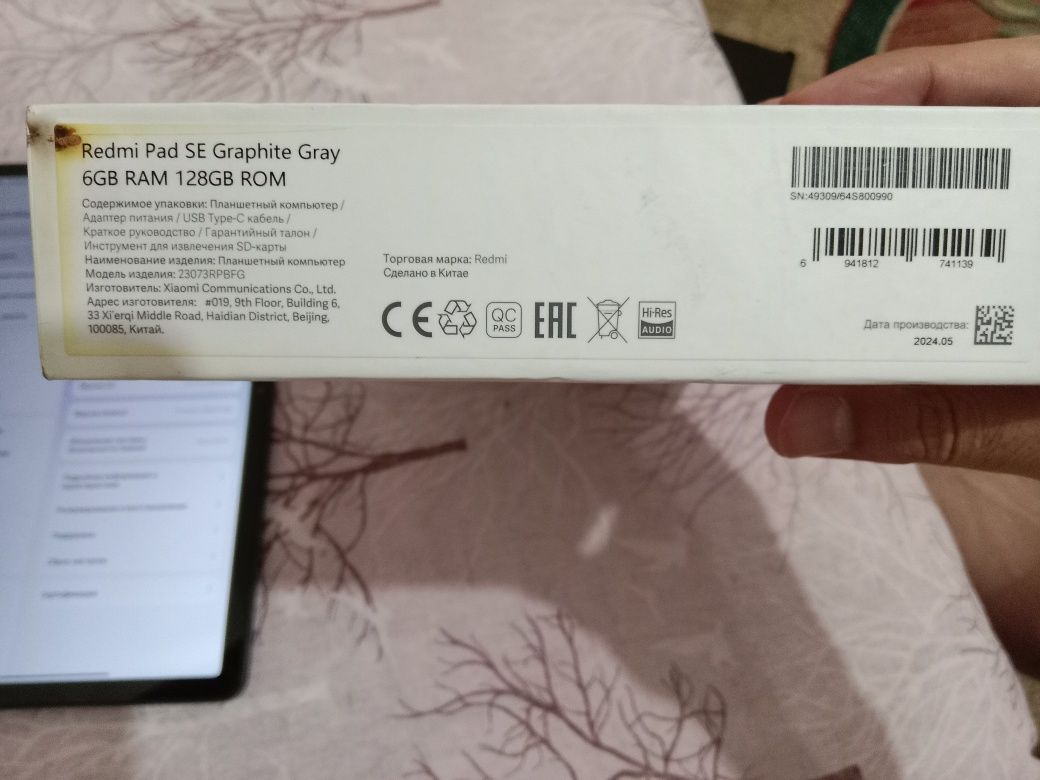 Redmi Pad SE Graphite Gray
6GB RAM 128GB ROM
Содержимое упаковки: Планшетный компьютер /
Адаптер питания / USB Type-C кабель /
Краткое руководство / Гарантийный талон /
Инструмент для извлечения SD-карты
Наименование изделия: Планшетный компьютер
Модель изделия: 23073RPBFG
Изготовитель: Xiaomi Communications Co., Ltd.
Адрес изготовителя: #019, 9th Floor, Building 6,
33 Xi'erqi Middle Road, Haidian District, Beijing,
100085, Китай.
Торговая марка: Redmi
Сделано в Китае
CE
QC
PASS
EAC
Hi-Res
AUDIO
SN:49309/64S800990
6 941812 741139
Дата производства:
2024.05